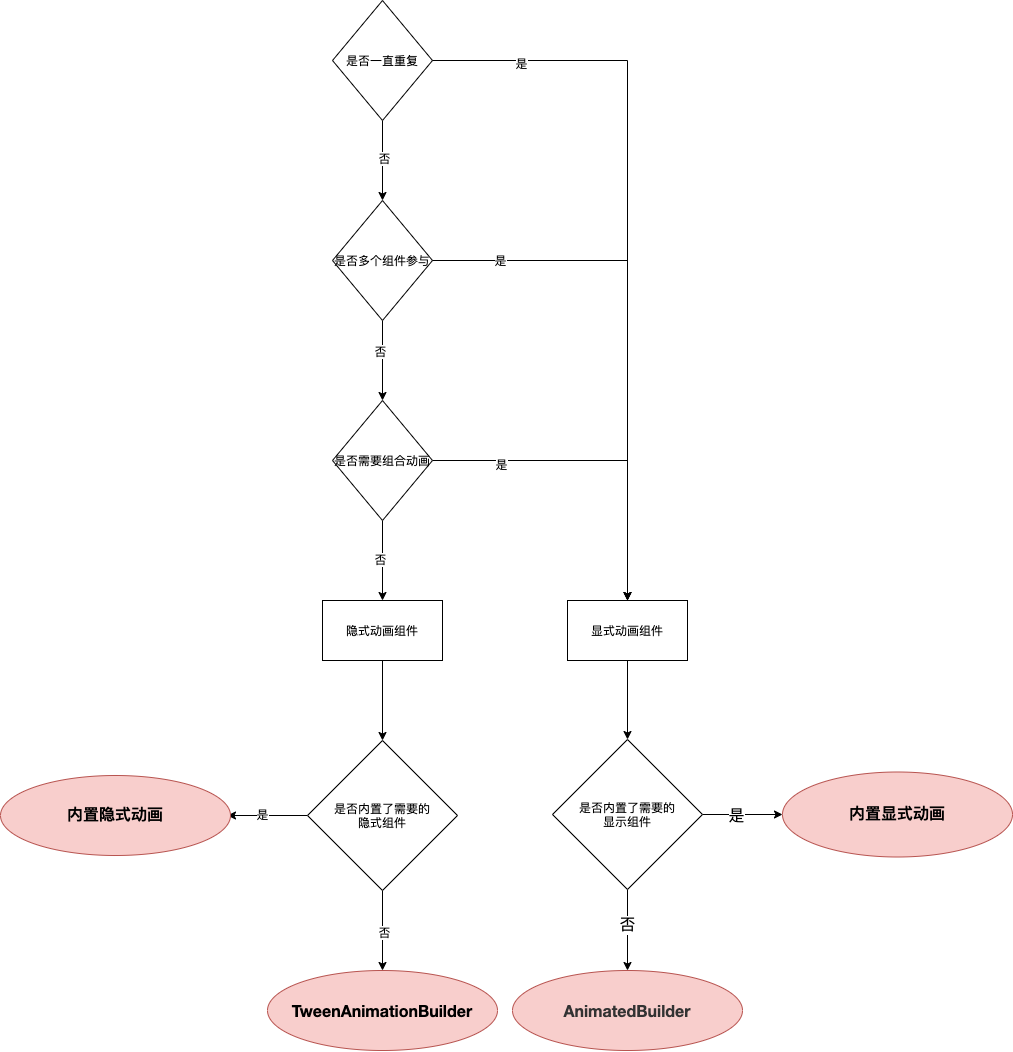 是否一直重复
是
否
是否多个组件参与
是
否
是否需要组合动画
是
否
隐式动画组件
显式动画组件
内置隐式动画
是
是否内置了需要的
隐式组件
是否内置了需要的
显示组件
是
内置显式动画
否
否
TweenAnimationBuilder
AnimatedBuilder